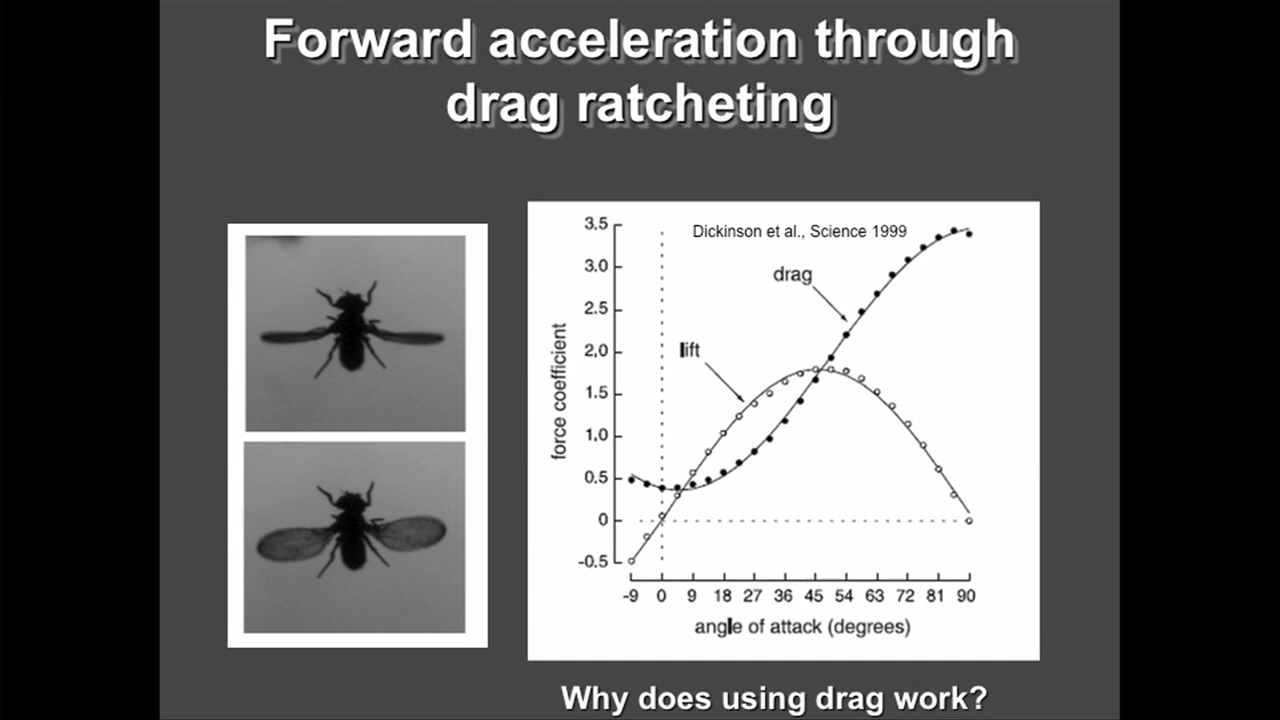 Forward acceleration through
drag ratcheting
Dickinson et al., Science 1999
3.5
3.0
2.5
2.0
1.5
1.0
0.5
0
-0.5
force coefficient
drag
lift
-9 0 9 18 27 36 45 54 63 72 81 90
angle of attack (degrees)
Why does using drag work?